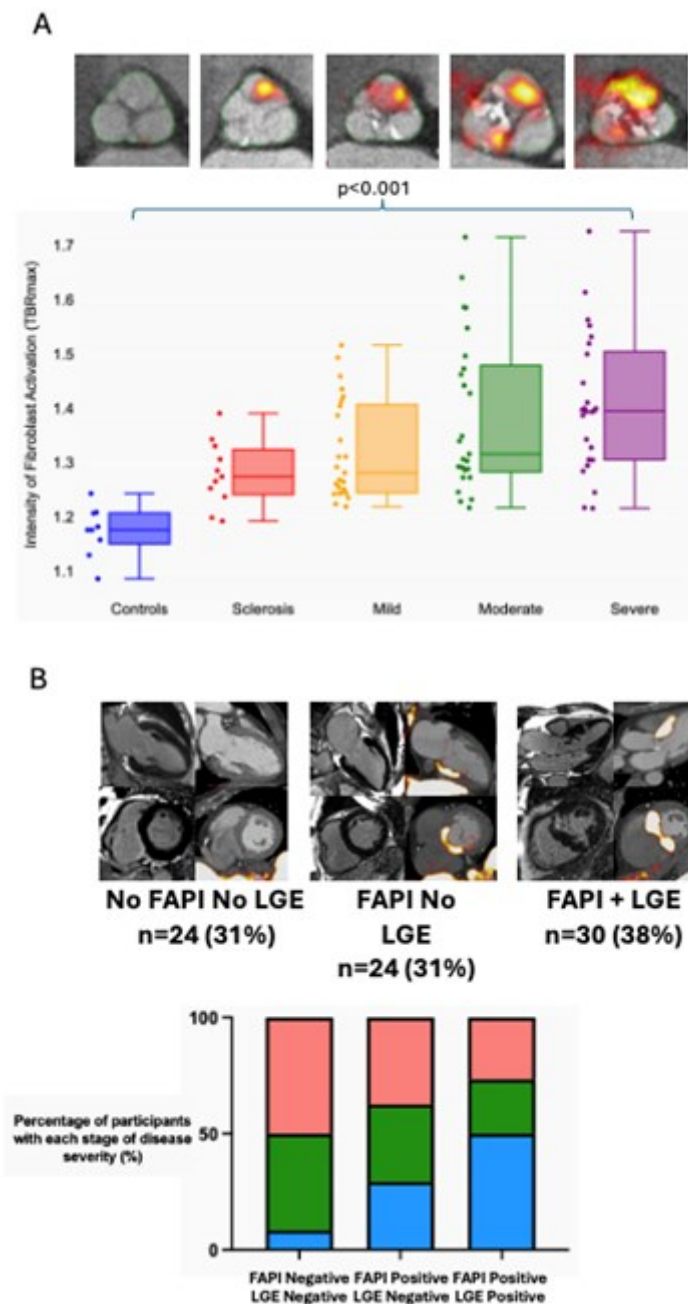 A
p<0.001
Intensity of Fibroblast Activation (TBRmax)
1.7
1.6
1.5
1.4
1.3
1.2
1.1
Controls Sclerosis Mild Moderate Severe
B
No FAPI No LGE
n=24 (31%)
FAPI No
LGE
n=24 (31%)
FAPI + LGE
n=30 (38%)
Percentage of participants
with each stage of disease
severity (%)
100
50
0
FAPI Negative FAPI Positive FAPI Positive
LGE Negative LGE Negative LGE Positive